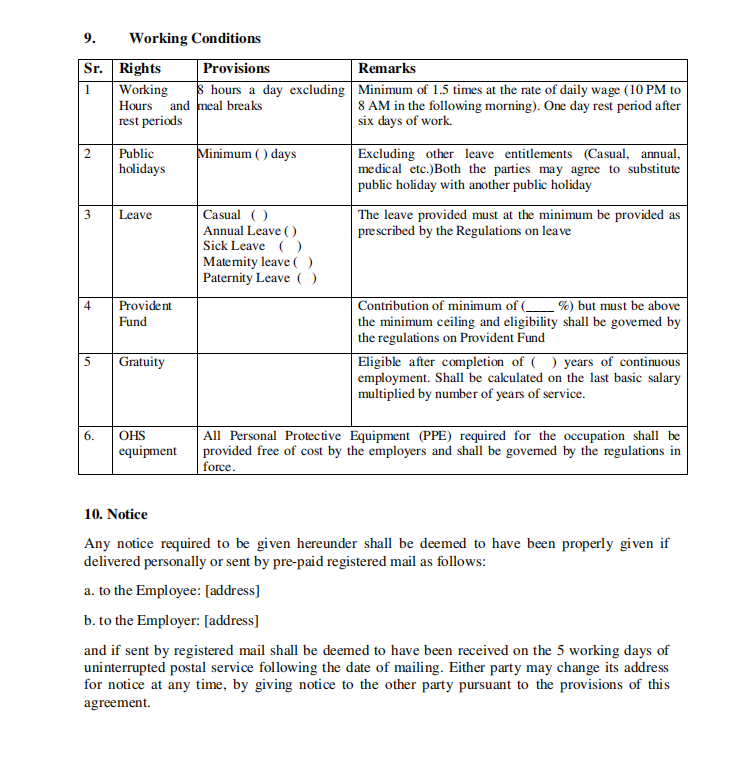 9. Working Conditions
Sr. Rights Provisions Remarks
1 Working Hours and rest periods 8 hours a day excluding meal breaks Minimum of 1.5 times at the rate of daily wage (10 PM to
8 AM in the following morning). One day rest period after
six days of work.
2 Public holidays Minimum ( ) days Excluding other leave entitlements (Casual, annual,
medical etc.)Both the parties may agree to substitute
public holiday with another public holiday
3 Leave Casual ( )
Annual Leave ( )
Sick Leave ( )
Maternity leave ( )
Paternity Leave ( )
The leave provided must at the minimum be provided as
prescribed by the Regulations on leave
4 Provident Fund Contribution of minimum of (____ %) but must be above
the minimum ceiling and eligibility shall be governed by
the regulations on Provident Fund
5 Gratuity Eligible after completion of ( ) years of continuous
employment. Shall be calculated on the last basic salary
multiplied by number of years of service.
6. OHS equipment All Personal Protective Equipment (PPE) required for the occupation shall be
provided free of cost by the employers and shall be governed by the regulations in
force.
10. Notice
Any notice required to be given hereunder shall be deemed to have been properly given if
delivered personally or sent by pre-paid registered mail as follows:
a. to the Employee: [address]
b. to the Employer: [address]
and if sent by registered mail shall be deemed to have been received on the 5 working days of
uninterrupted postal service following the date of mailing. Either party may change its address
for notice at any time, by giving notice to the other party pursuant to the provisions of this
agreement.